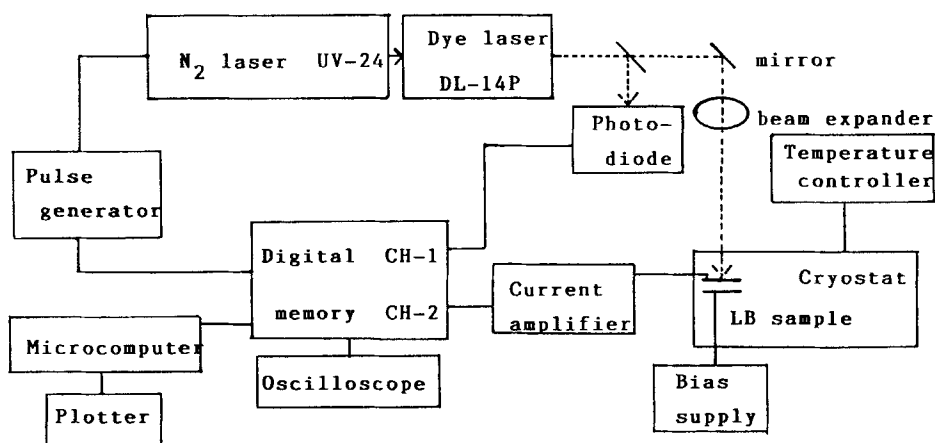 N2 laser UV-24
Dye laser
DL-14P
mirror
beam expander
Photo-
diode
Temperature
controller
Pulse
generator
Digital CH-1
memory CH-2
Current
amplifier
Cryostat
LB sample
Microcomputer
Oscilloscope
Bias
supply
Plotter